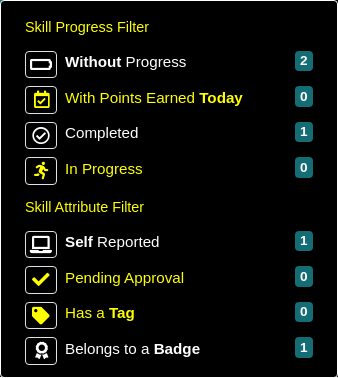 Skill Progress Filter
Without Progress 2
With Points Earned Today 0
Completed 1
In Progress 0
Skill Attribute Filter
Self Reported 1
Pending Approval 0
Has a Tag 0
Belongs to a Badge 1